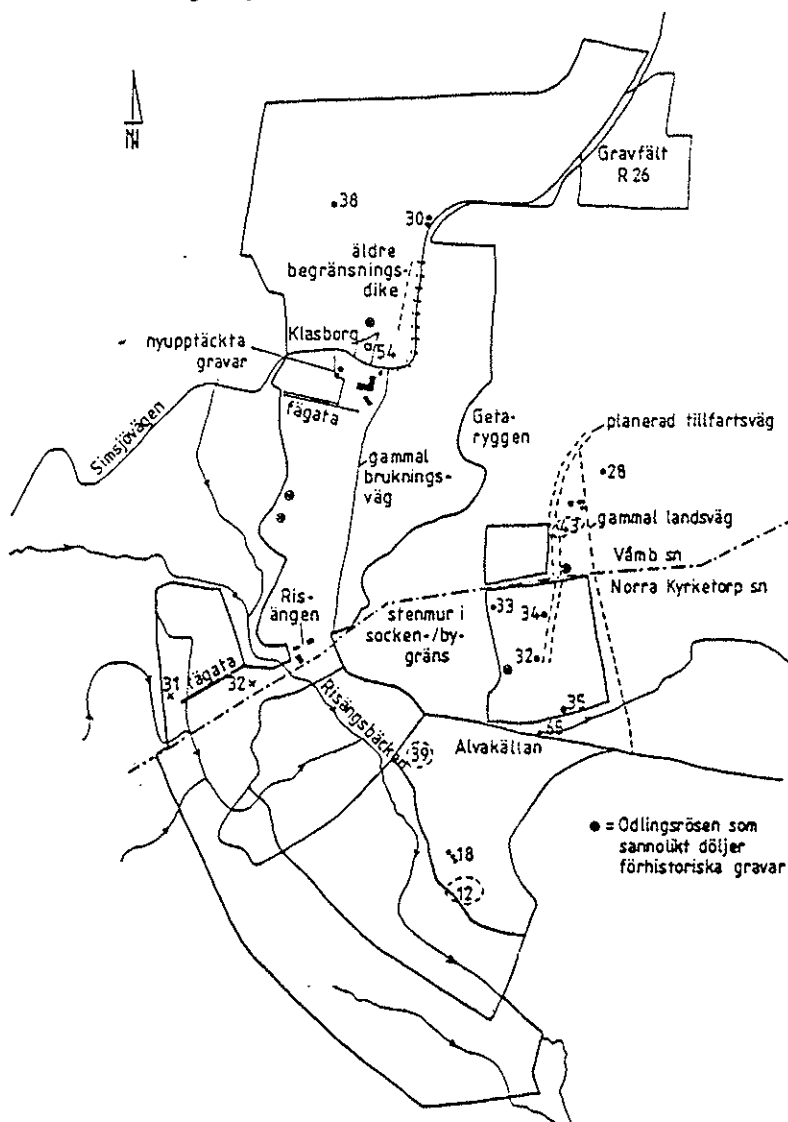 N
Gravfält
R 26
38
30
äldre
begränsnings-
dike
Klasborg
54
nyupptäckta
gravar
fägata
Simsjövägen
Geta-
ryggen
planerad tillfartsväg
28
gammal
bruknings-
väg
43
gammal landsväg
Våmb sn
Norra Kyrketorp sn
Ris-
ängen
stenmur i
socken-/by-
gräns
33
34
fägata
31
32
32
Risängsbäcken
35
55
39
Alvakällan
18
12
● = Odlingsrösen som
sannolikt döljer
förhistoriska gravar